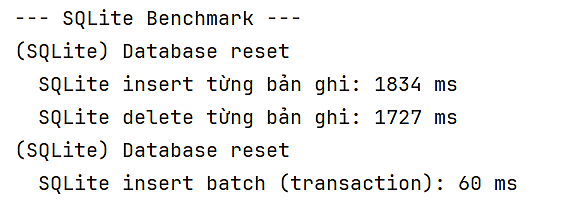 --- SQLite Benchmark ---
(SQLite) Database reset
  SQLite insert từng bản ghi: 1834 ms
  SQLite delete từng bản ghi: 1727 ms
(SQLite) Database reset
  SQLite insert batch (transaction): 60 ms